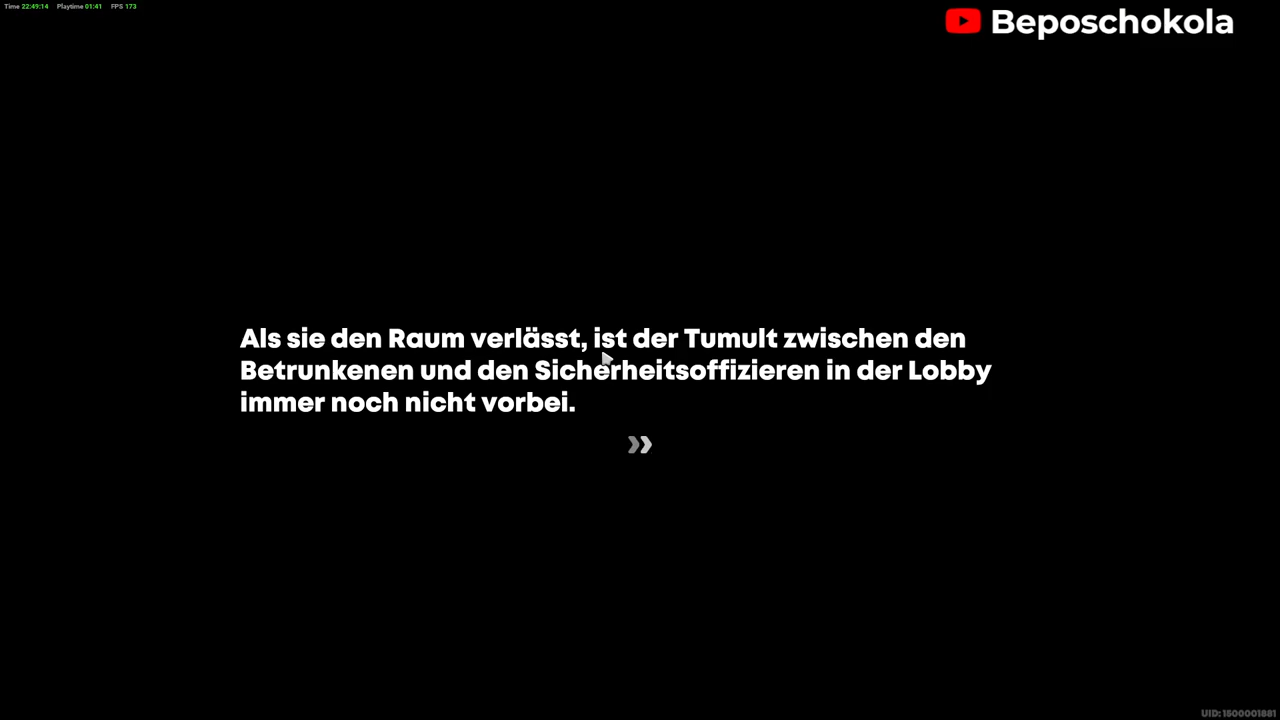 Time 22:49:14 Playtime 01:41 FPS 173
Beposchokola
Als sie den Raum verlässt, ist der Tumult zwischen den
Betrunkenen und den Sicherheitsoffizieren in der Lobby
immer noch nicht vorbei.
UID: 1500001881